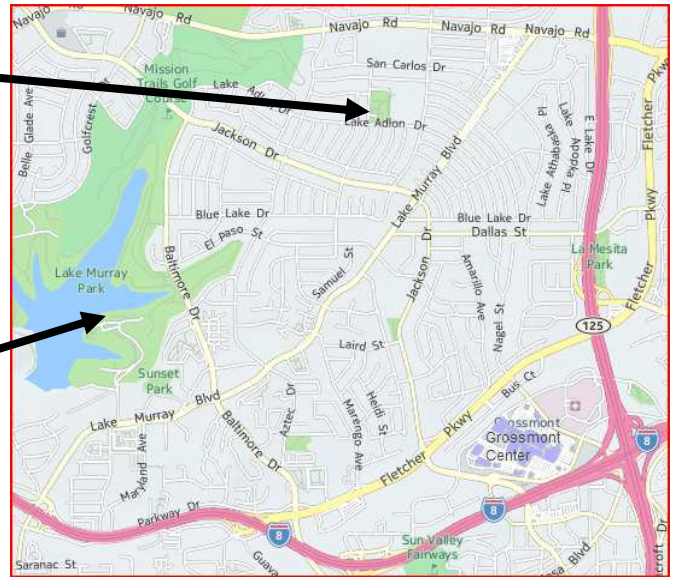 Navajo Rd
Navajo Rd
Navajo Rd
Navajo Rd
San Carlos Dr
Mission
Trails Golf
Course
Lake Adlon Dr
Lake Adlon Dr
Belle Glade Ave
Golfcrest
Jackson Dr
Lake Murray Blvd
Lake Athabaska Pl
Lake Apopka Pl
E Lake Dr
Fletcher
Pkwy
Blue Lake Dr
Blue Lake Dr
Dallas St
El Paso St
Baltimore Dr
Samuel St
Jackson Dr
Amarillo Ave
Nagel St
La Mesita
Park
Fletcher
Lake Murray
Park
125
Laird St
Sunset
Park
Bus Ct
Lake Murray Blvd
Baltimore Dr
Aztec Dr
Heidi St
Marengo Ave
Fletcher Pkwy
Grossmont
Grossmont
Center
8
Maryland Ave
Parkway Dr
8
8
Sun Valley
Fairways
Saranac St